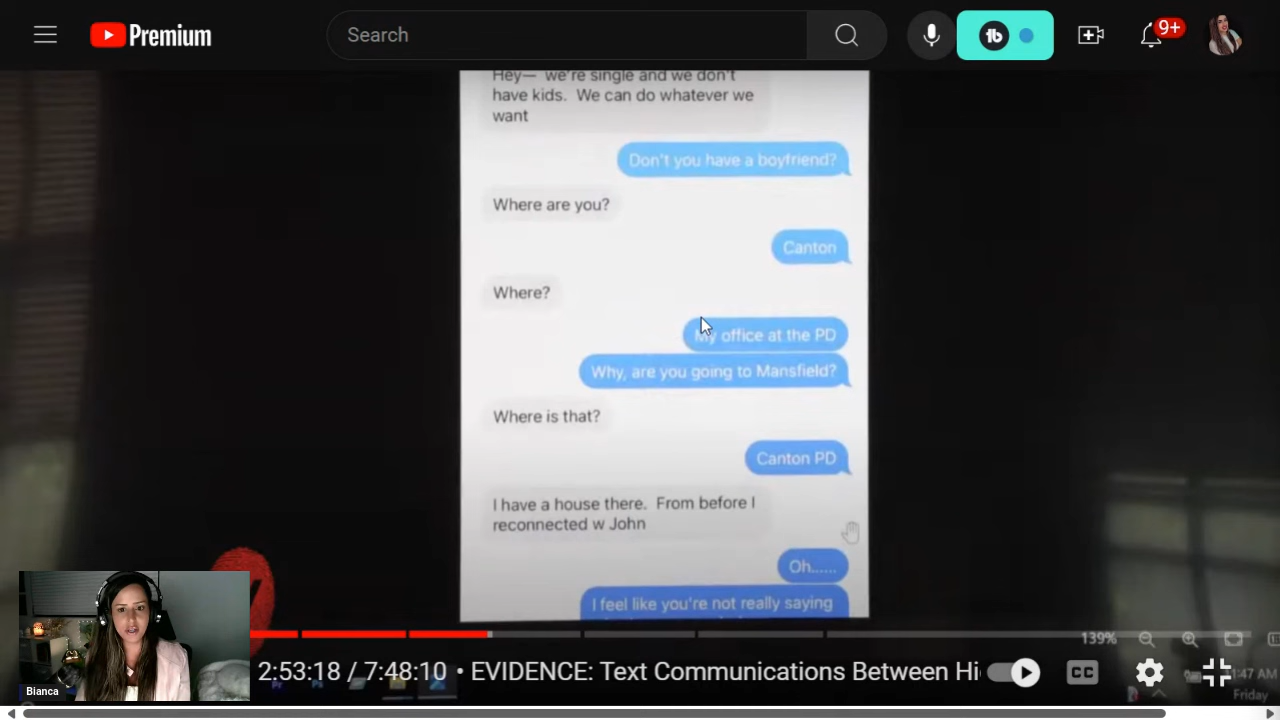 Premium
Search
9+
Hey— we're single and we don't
have kids. We can do whatever we
want
Don't you have a boyfriend?
Where are you?
Canton
Where?
My office at the PD
Why, are you going to Mansfield?
Where is that?
Canton PD
I have a house there. From before I
reconnected w John
Oh......
I feel like you're not really saying
139%
2:53:18 / 7:48:10 • EVIDENCE: Text Communications Between Hi
CC
1:47 AM
Friday
Bianca